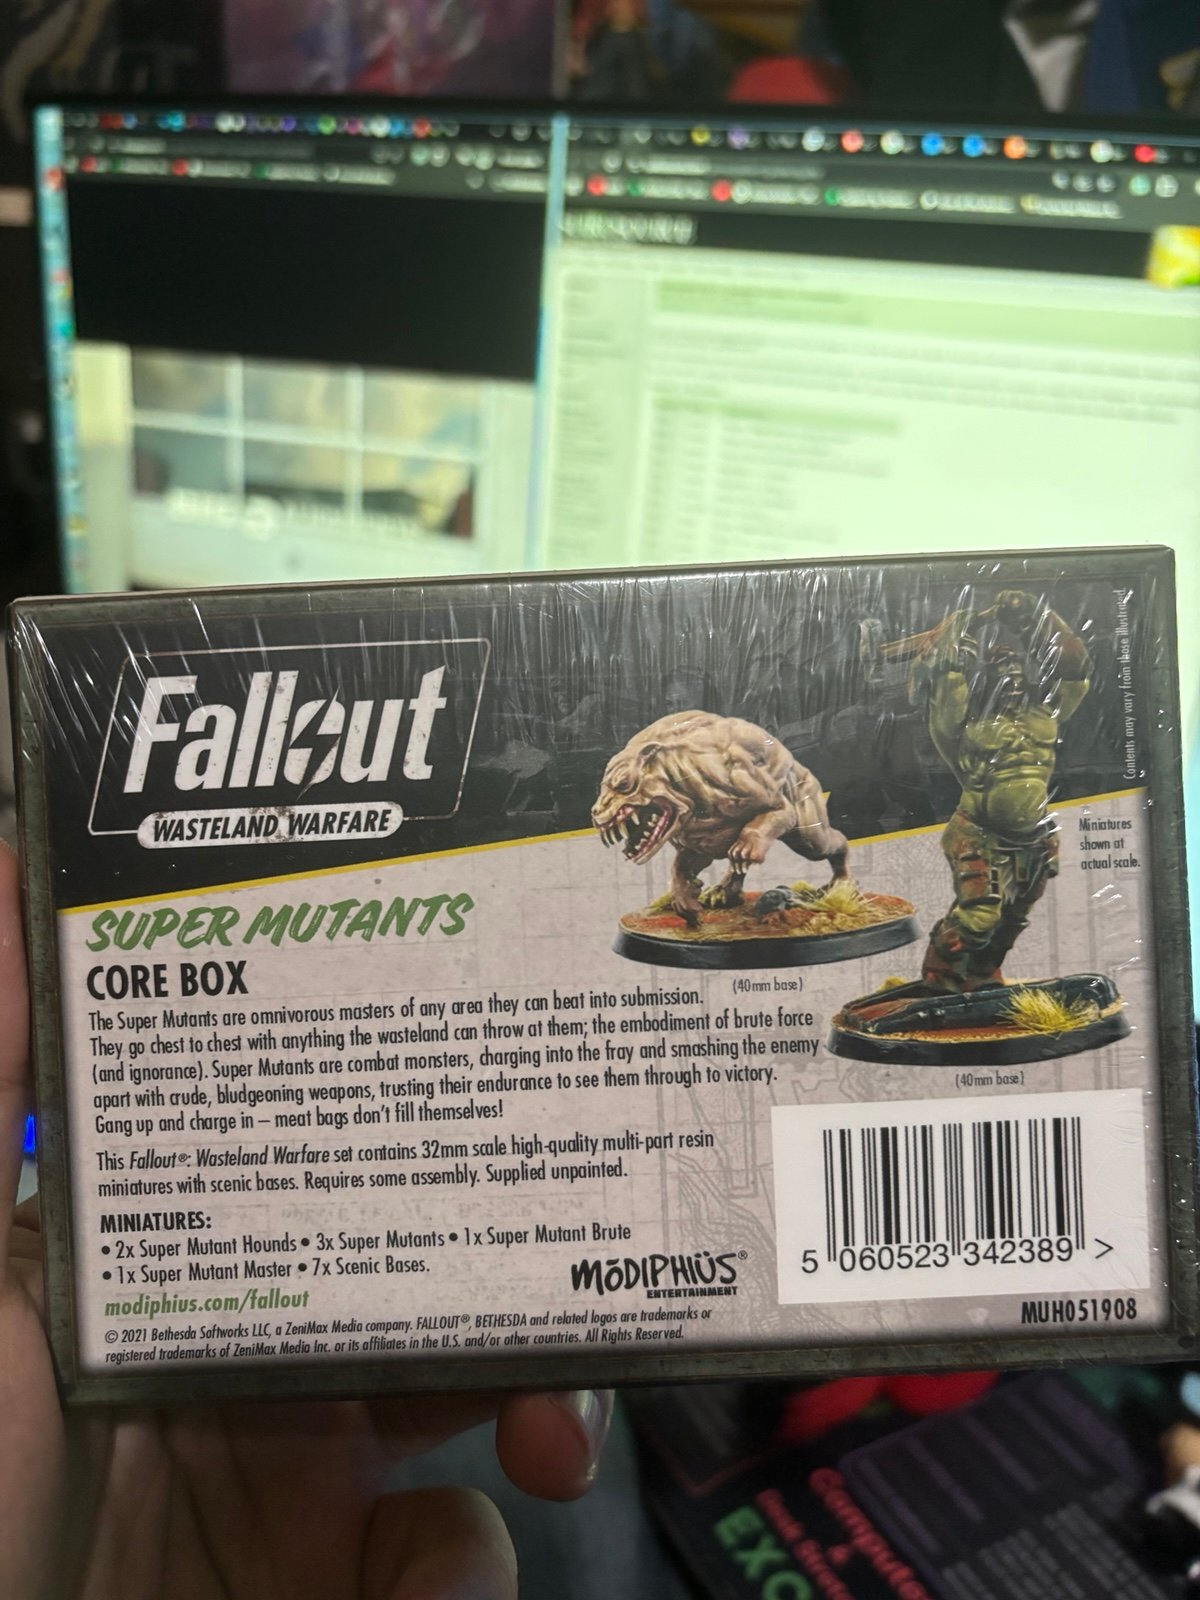 Fallout
WASTELAND WARFARE
Contents may vary from those illustrated.
Miniatures
shown at
actual scale.
SUPER MUTANTS
CORE BOX
(40mm base)
(40mm base)
The Super Mutants are omnivorous masters of any area they can beat into submission.
They go chest to chest with anything the wasteland can throw at them; the embodiment of brute force
(and ignorance). Super Mutants are combat monsters, charging into the fray and smashing the enemy
apart with crude, bludgeoning weapons, trusting their endurance to see them through to victory.
Gang up and charge in – meat bags don't fill themselves!
This Fallout®: Wasteland Warfare set contains 32mm scale high-quality multi-part resin
miniatures with scenic bases. Requires some assembly. Supplied unpainted.
MINIATURES:
• 2x Super Mutant Hounds • 3x Super Mutants • 1x Super Mutant Brute
• 1x Super Mutant Master • 7x Scenic Bases.
modiphius.com/fallout
MōDIPHIÜS®
ENTERTAINMENT
© 2021 Bethesda Softworks LLC, a ZeniMax Media company. FALLOUT®, BETHESDA and related logos are trademarks or
registered trademarks of ZeniMax Media Inc. or its affiliates in the U.S. and/or other countries. All Rights Reserved.
5 060523 342389 >
MUH051908
&